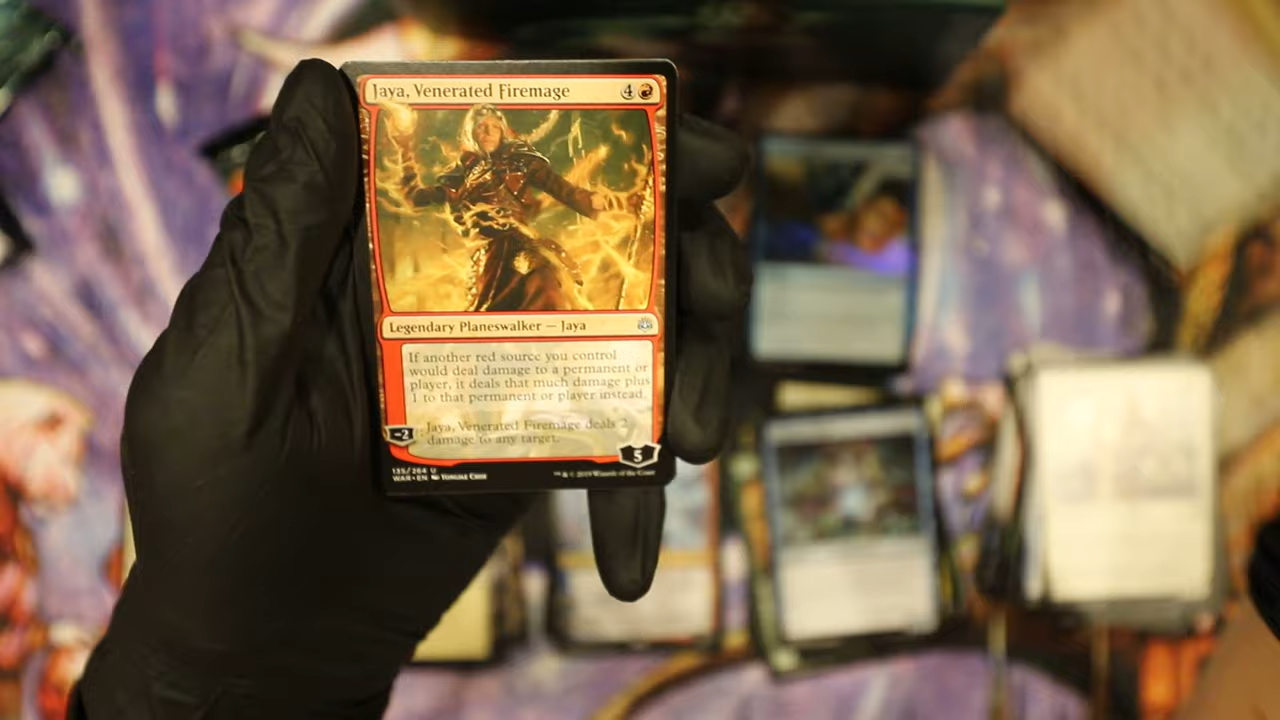 Jaya, Venerated Firemage 4
Legendary Planeswalker — Jaya
If another red source you control
would deal damage to a permanent or
player, it deals that much damage plus
1 to that permanent or player instead.
-2 Jaya, Venerated Firemage deals 2
damage to any target.
5
135/264 U
WAR • EN Yongjae Choi
™ & © 2019 Wizards of the Coast